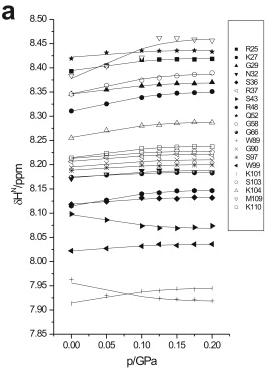 a
8.50
8.45
8.40
8.35
8.30
8.25
8.20
8.15
8.10
8.05
8.00
7.95
7.90
7.85
δHᴺ/ppm
0.00 0.05 0.10 0.15 0.20
p/GPa
R25
K27
G29
N32
S36
R37
S43
R48
Q52
G58
G66
W89
G90
S97
W99
K101
S103
K104
M109
K110